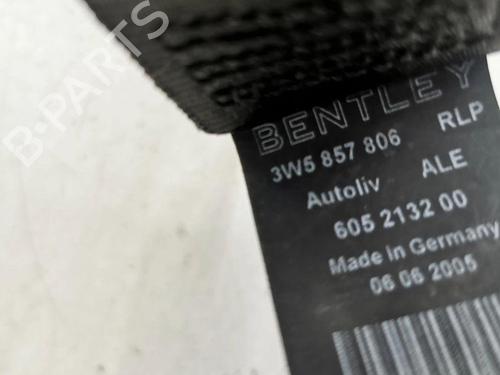 B-PARTS
BENTLEY
3W5 857 806 RLP
Autoliv ALE
605 2132 00
Made in Germany
06 06 2005